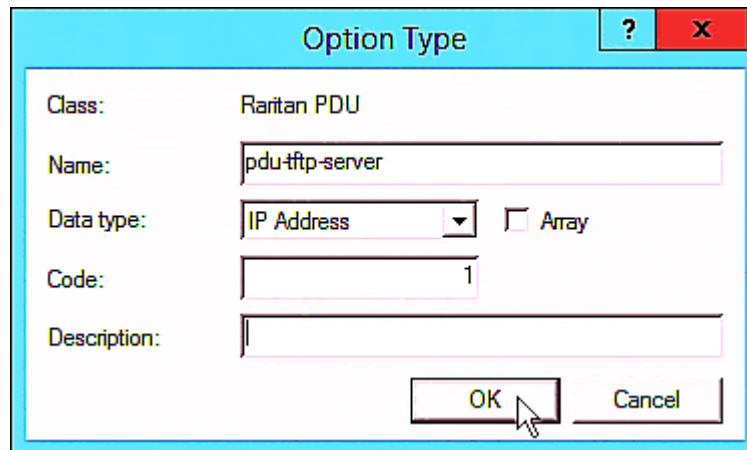 Option Type
? x
Class: Raritan PDU
Name: pdu-tftp-server
Data type: IP Address Array
Code: 1
Description:
OK Cancel